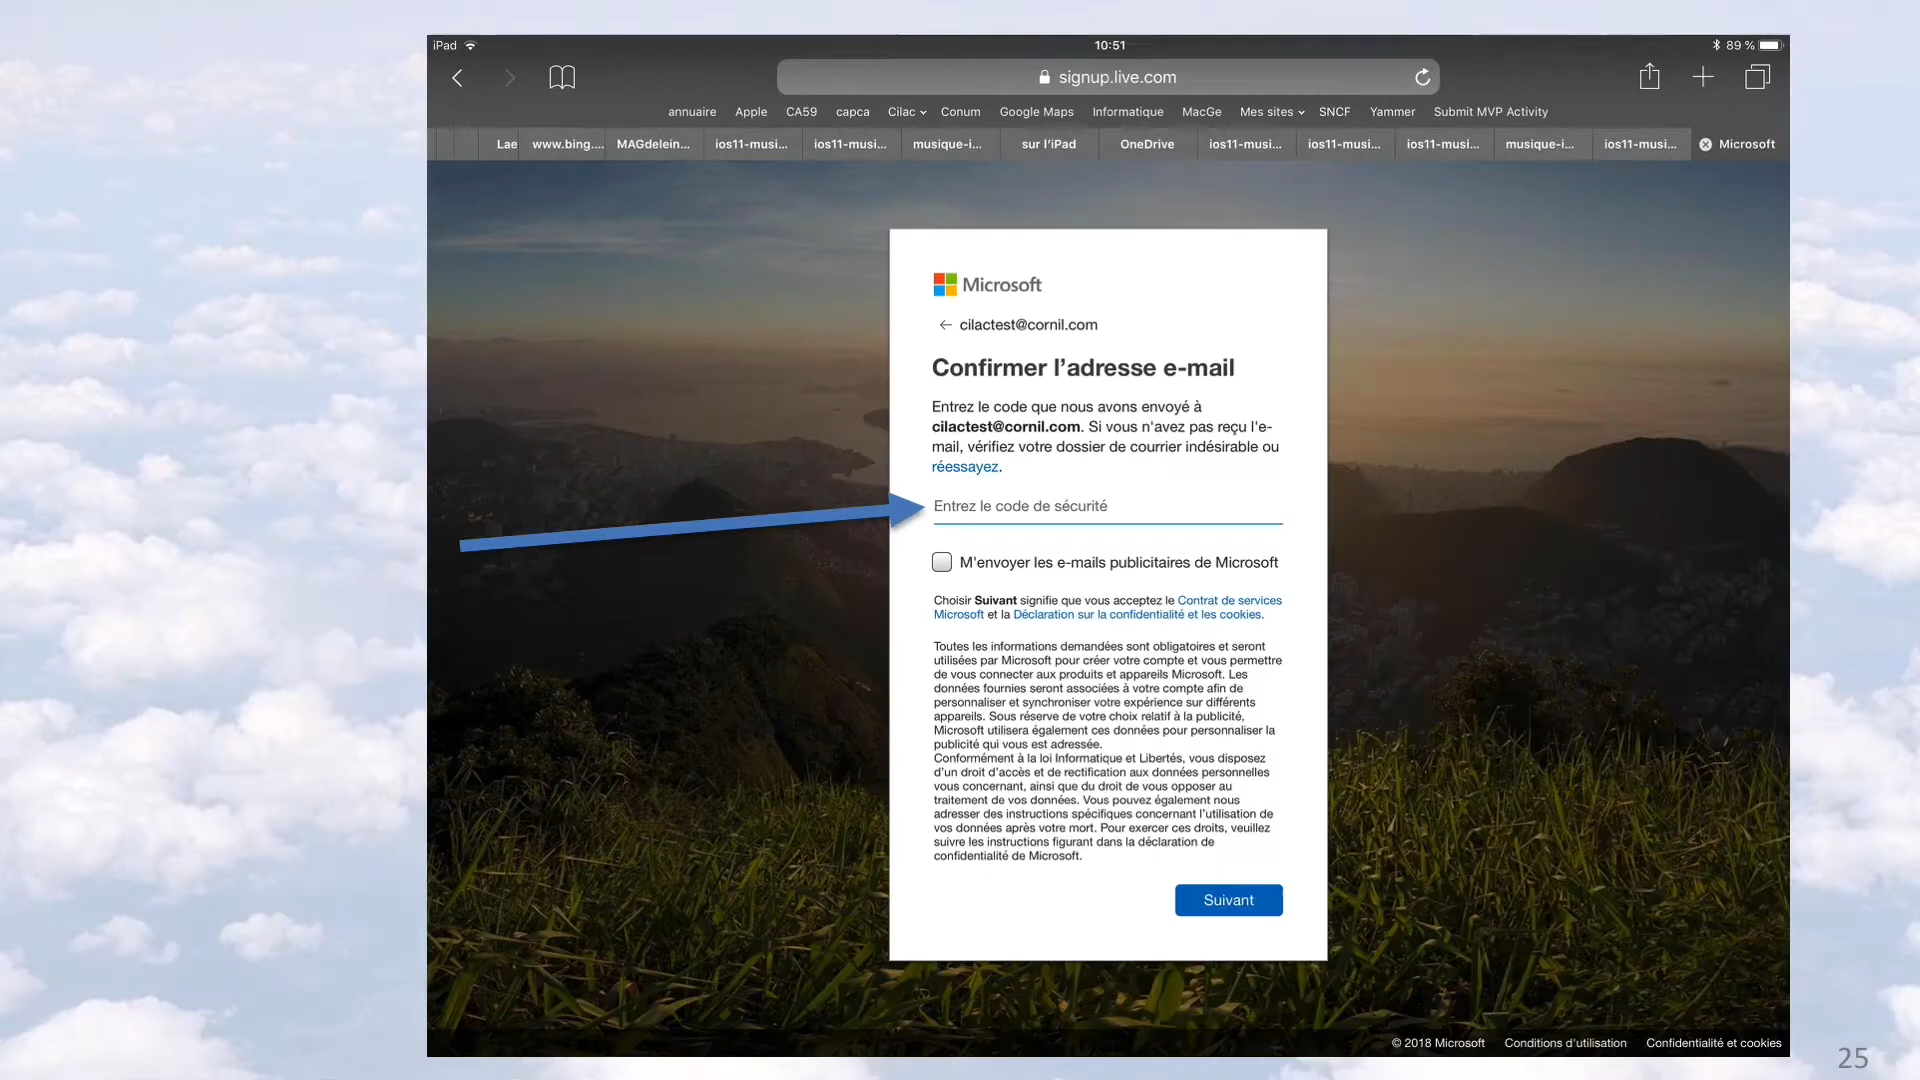 iPad
10:51
89 %
signup.live.com
annuaire Apple CA59 capca Cilac Conum Google Maps Informatique MacGe Mes sites SNCF Yammer Submit MVP Activity
Lae www.bing.... MAGdelein... ios11-musi... ios11-musi... musique-i... sur l'iPad OneDrive ios11-musi... ios11-musi... ios11-musi... musique-i... ios11-musi... Microsoft
Microsoft
cilactest@cornil.com
Confirmer l'adresse e-mail
Entrez le code que nous avons envoyé à
cilactest@cornil.com. Si vous n'avez pas reçu l'e-
mail, vérifiez votre dossier de courrier indésirable ou
réessayez.
Entrez le code de sécurité
M'envoyer les e-mails publicitaires de Microsoft
Choisir Suivant signifie que vous acceptez le Contrat de services
Microsoft et la Déclaration sur la confidentialité et les cookies.
Toutes les informations demandées sont obligatoires et seront
utilisées par Microsoft pour créer votre compte et vous permettre
de vous connecter aux produits et appareils Microsoft. Les
données fournies seront associées à votre compte afin de
personnaliser et synchroniser votre expérience sur différents
appareils. Sous réserve de votre choix relatif à la publicité,
Microsoft utilisera également ces données pour personnaliser la
publicité qui vous est adressée.
Conformément à la loi Informatique et Libertés, vous disposez
d'un droit d'accès et de rectification aux données personnelles
vous concernant, ainsi que du droit de vous opposer au
traitement de vos données. Vous pouvez également nous
adresser des instructions spécifiques concernant l'utilisation de
vos données après votre mort. Pour exercer ces droits, veuillez
suivre les instructions figurant dans la déclaration de
confidentialité de Microsoft.
Suivant
© 2018 Microsoft Conditions d'utilisation Confidentialité et cookies
25